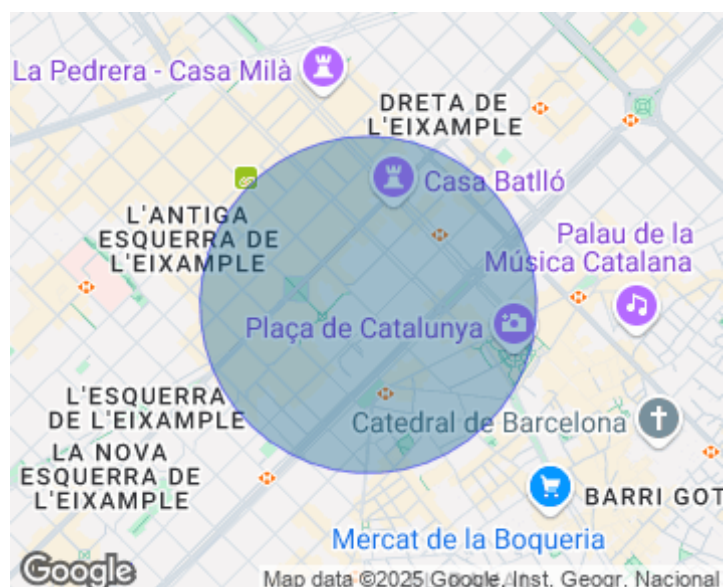 La Pedrera - Casa Milà
DRETA DE
L'EIXAMPLE
Casa Batlló
L'ANTIGA
ESQUERRA DE
L'EIXAMPLE
Palau de la
Música Catalana
Plaça de Catalunya
L'ESQUERRA
DE L'EIXAMPLE
Catedral de Barcelona
LA NOVA
ESQUERRA DE
L'EIXAMPLE
BARRI GOT
Mercat de la Boqueria
Google
Map data ©2025 Google, Inst. Geogr. Nacional